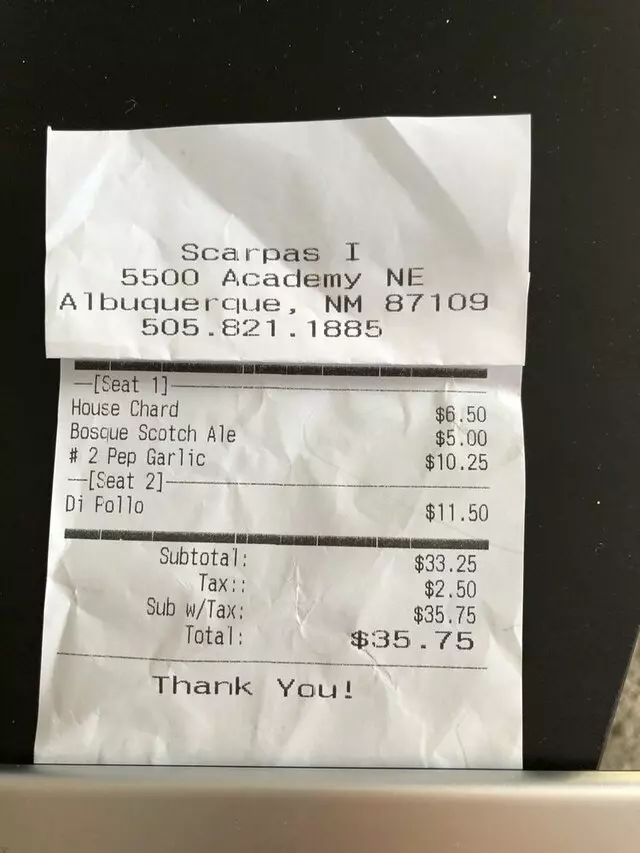 Scarpas I
5500 Academy NE
Albuquerque, NM 87109
505.821.1885
[Seat 1]
House Chard $6.50
Bosque Scotch Ale $5.00
# 2 Pep Garlic $10.25
[Seat 2]
Di Pollo $11.50
Subtotal: $33.25
Tax:: $2.50
Sub w/Tax: $35.75
Total: $35.75
Thank You!